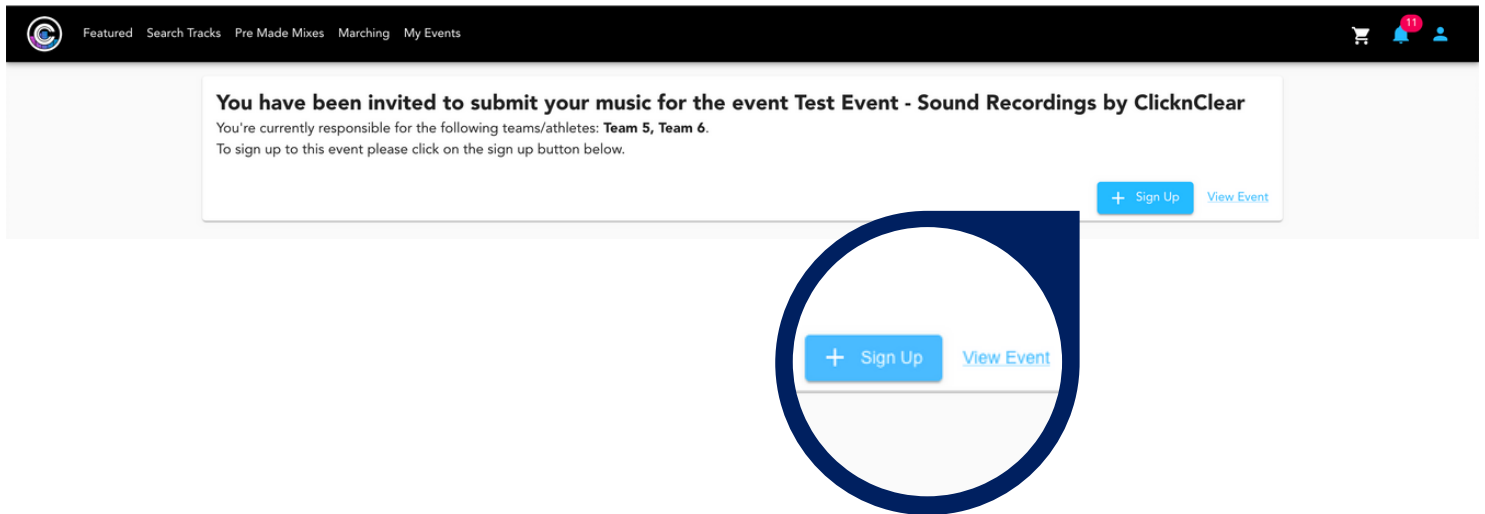 Featured Search Tracks Pre Made Mixes Marching My Events 11
You have been invited to submit your music for the event Test Event - Sound Recordings by ClicknClear
You're currently responsible for the following teams/athletes: Team 5, Team 6.
To sign up to this event please click on the sign up button below.
+ Sign Up View Event
+ Sign Up View Event